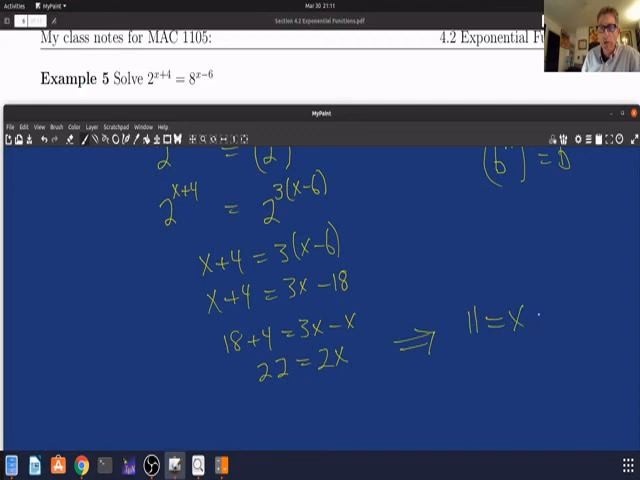 Activities MyPaint Mar 30 21:11
Section 4.2 Exponential Functions.pdf
My class notes for MAC 1105: 4.2 Exponential Fu
Example 5 Solve 2^{x+4} = 8^{x−6}
MyPaint
File Edit View Brush Color Layer Scratchpad Window Help
2 = (2)
2^{x+4} = 2^{3(x-6)}
x+4 = 3(x-6)
x+4 = 3x -18
18+4 = 3x - x
22 = 2x
⟹ 11 = x